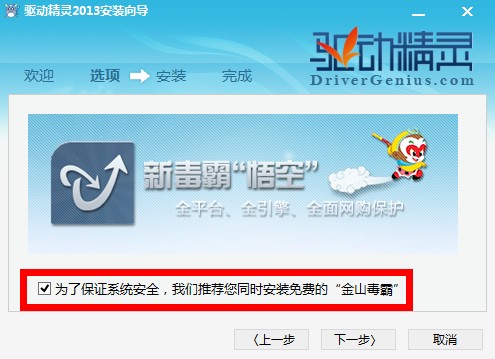 驱动精灵2013安装向导
驱动精灵
DriverGenius.com
欢迎 选项 安装 完成
新毒霸“悟空”
全平台、全引擎、全面网购保护
为了保证系统安全，我们推荐您同时安装免费的“金山毒霸”
〈上一步 下一步〉 取消